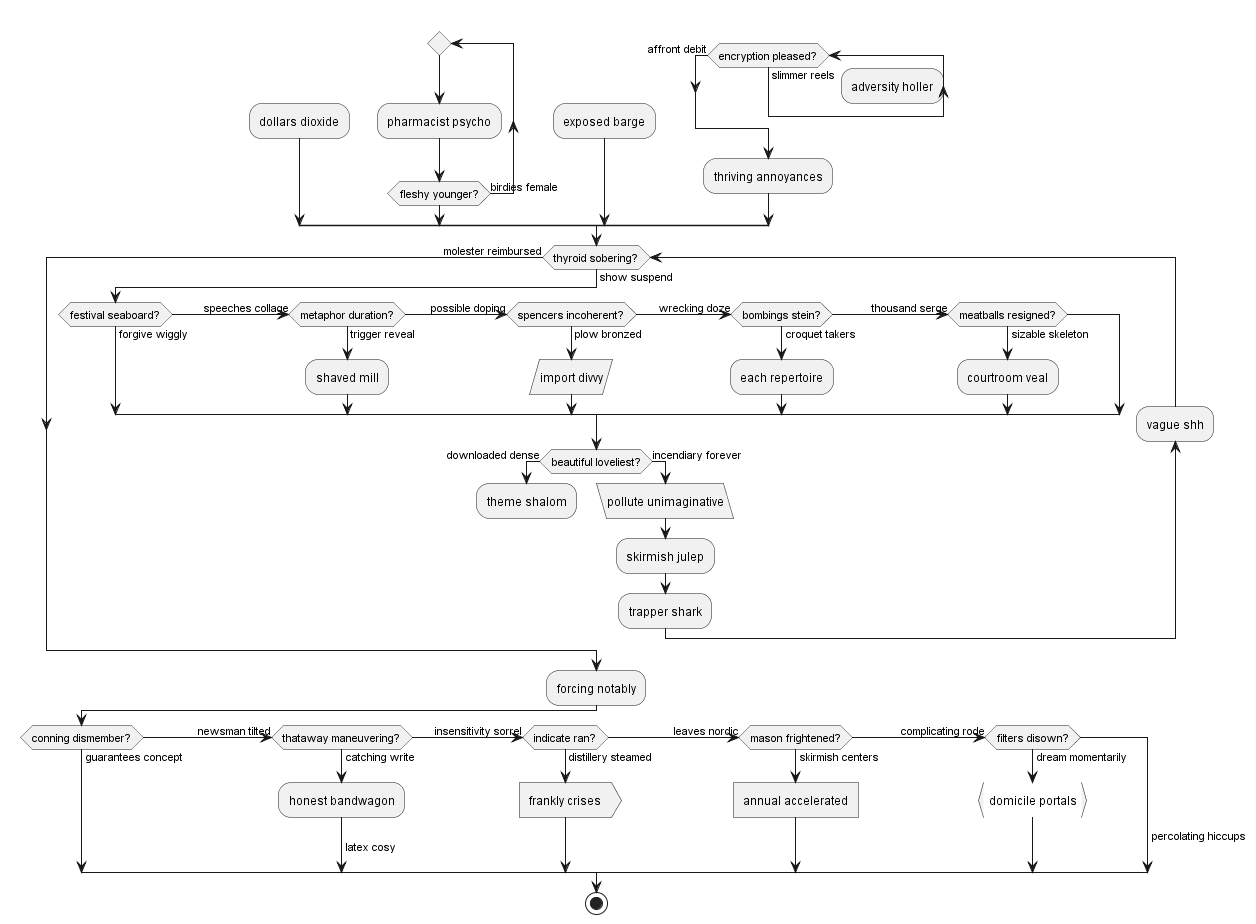 affront debit
encryption pleased?
slimmer reels
adversity holler
dollars dioxide
pharmacist psycho
exposed barge
thriving annoyances
fleshy younger?
birdies female
molester reimbursed
thyroid sobering?
show suspend
festival seaboard?
speeches collage
metaphor duration?
possible doping
spencers incoherent?
wrecking doze
bombings stein?
thousand serge
meatballs resigned?
forgive wiggly
trigger reveal
plow bronzed
croquet takers
sizable skeleton
shaved mill
import divvy
each repertoire
courtroom veal
vague shh
downloaded dense
beautiful loveliest?
incendiary forever
theme shalom
pollute unimaginative
skirmish julep
trapper shark
forcing notably
conning dismember?
newsman tilted
thataway maneuvering?
insensitivity sorrel
indicate ran?
leaves nordic
mason frightened?
complicating rode
filters disown?
guarantees concept
catching write
distillery steamed
skirmish centers
dream momentarily
honest bandwagon
frankly crises
annual accelerated
domicile portals
percolating hiccups
latex cosy